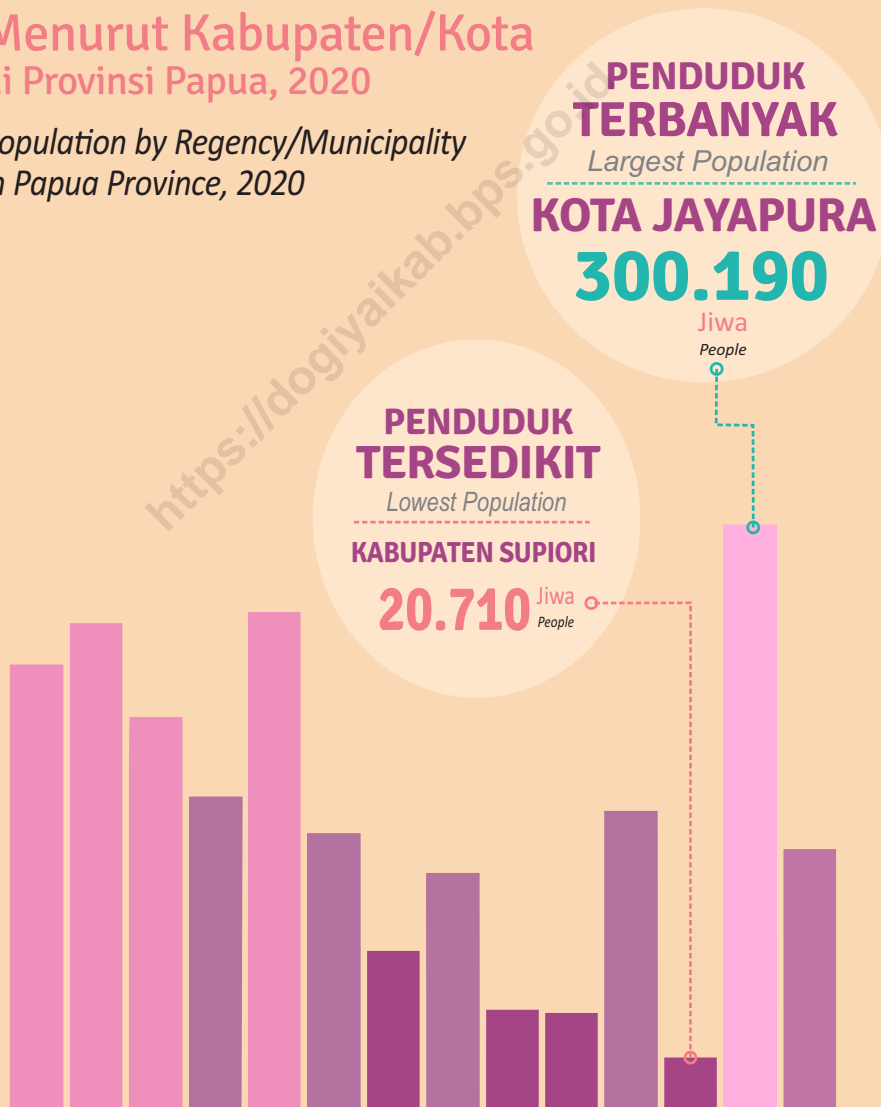 Menurut Kabupaten/Kota
i Provinsi Papua, 2020
opulation by Regency/Municipality
n Papua Province, 2020
PENDUDUK
TERBANYAK
Largest Population
KOTA JAYAPURA
300.190
Jiwa
People
PENDUDUK
TERSEDIKIT
Lowest Population
KABUPATEN SUPIORI
20.710 Jiwa
People
https://dogiyaikab.bps.go.id